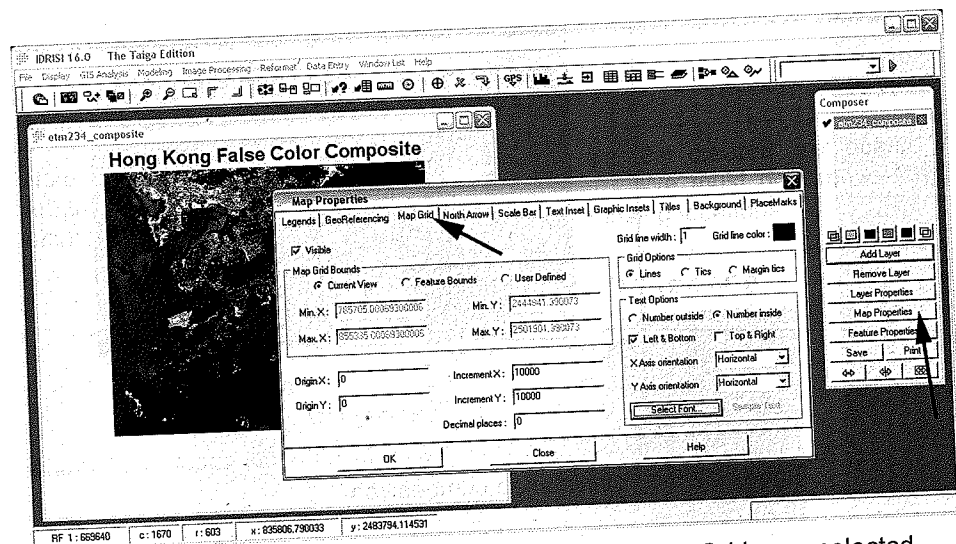 IDRISI 16.0 The Taiga Edition
File Display GIS Analysis Modeling Image Processing Reformat Data Entry Window List Help
GPS
etm234_composite
Hong Kong False Color Composite
Composer
etm234_composite
Add Layer
Remove Layer
Layer Properties
Map Properties
Feature Properties
Save Print
Map Properties
Legends GeoReferencing Map Grid North Arrow Scale Bar Text Inset Graphic Insets Titles Background PlaceMarks
Visible
Grid line width : 1 Grid line color :
Map Grid Bounds
Current View Feature Bounds User Defined
Min. X : 785705.00069300006 Min. Y : 2444941.390073
Max. X : 855335.00069300006 Max. Y : 2501904.390073
Origin X : 0 Increment X : 10000
Origin Y : 0 Increment Y : 10000
Decimal places : 0
Grid Options
Lines Tics Margin tics
Text Options
Number outside Number inside
Left & Bottom Top & Right
X Axis orientation Horizontal
Y Axis orientation Horizontal
Select Font... Sample Text
OK Close Help
RF 1 : 669640 c : 1670 r : 603 x : 835806.790033 y : 2483794.114531
selected